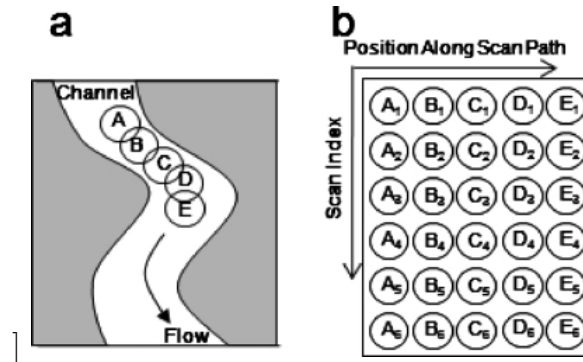 a
Channel
A
B
C
D
E
Flow
b
Position Along Scan Path
Scan Index
A₁ B₁ C₁ D₁ E₁
A₂ B₂ C₂ D₂ E₂
A₃ B₃ C₃ D₃ E₃
A₄ B₄ C₄ D₄ E₄
A₅ B₅ C₅ D₅ E₅
A₆ B₆ C₆ D₆ E₆